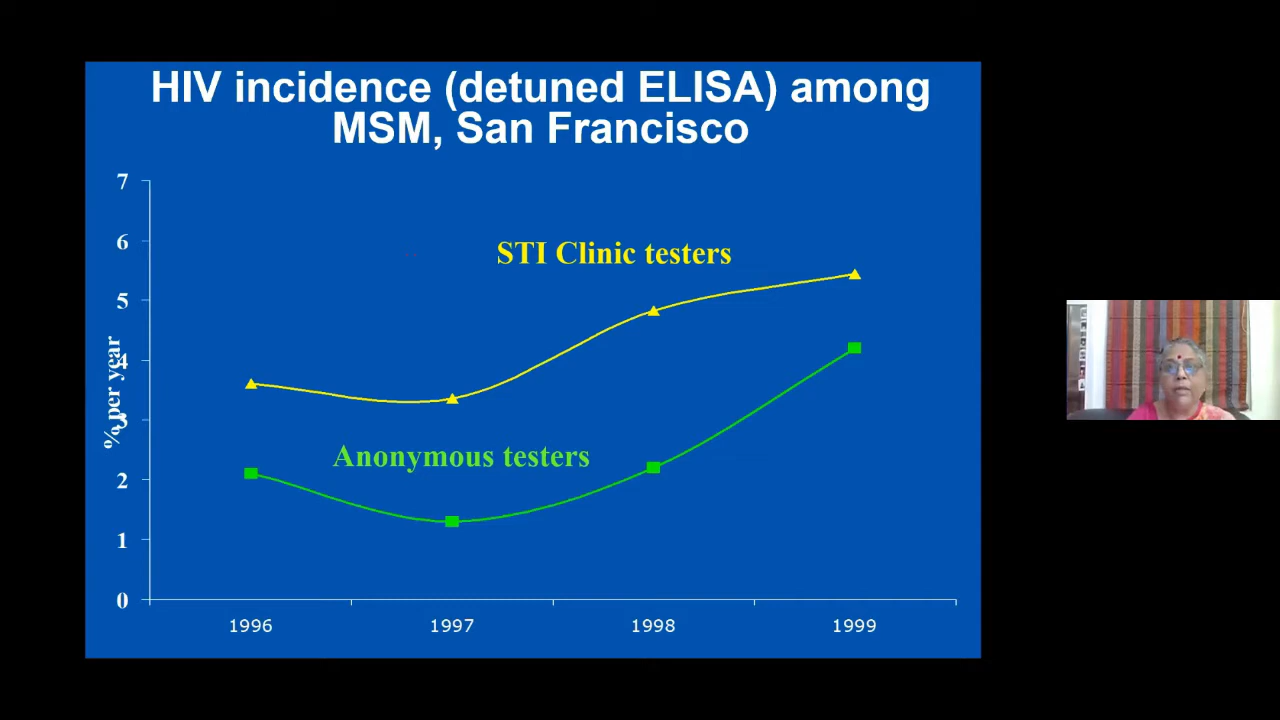 HIV incidence (detuned ELISA) among
MSM, San Francisco
7
6
5
4
3
2
1
0
% per year
STI Clinic testers
Anonymous testers
1996 1997 1998 1999